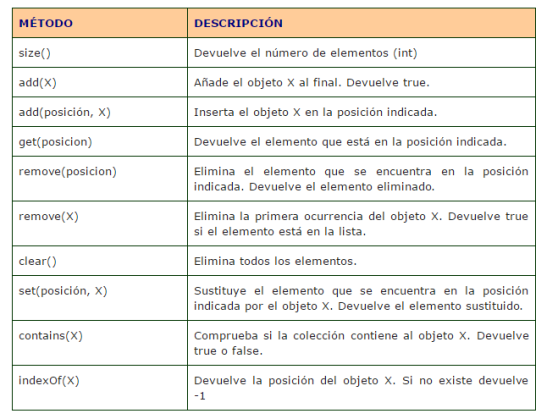 MÉTODO DESCRIPCIÓN
size() Devuelve el número de elementos (int)
add(X) Añade el objeto X al final. Devuelve true.
add(posición, X) Inserta el objeto X en la posición indicada.
get(posicion) Devuelve el elemento que está en la posición indicada.
remove(posicion) Elimina el elemento que se encuentra en la posición
indicada. Devuelve el elemento eliminado.
remove(X) Elimina la primera ocurrencia del objeto X. Devuelve true
si el elemento está en la lista.
clear() Elimina todos los elementos.
set(posición, X) Sustituye el elemento que se encuentra en la posición
indicada por el objeto X. Devuelve el elemento sustituido.
contains(X) Comprueba si la colección contiene al objeto X. Devuelve
true o false.
indexOf(X) Devuelve la posición del objeto X. Si no existe devuelve
-1